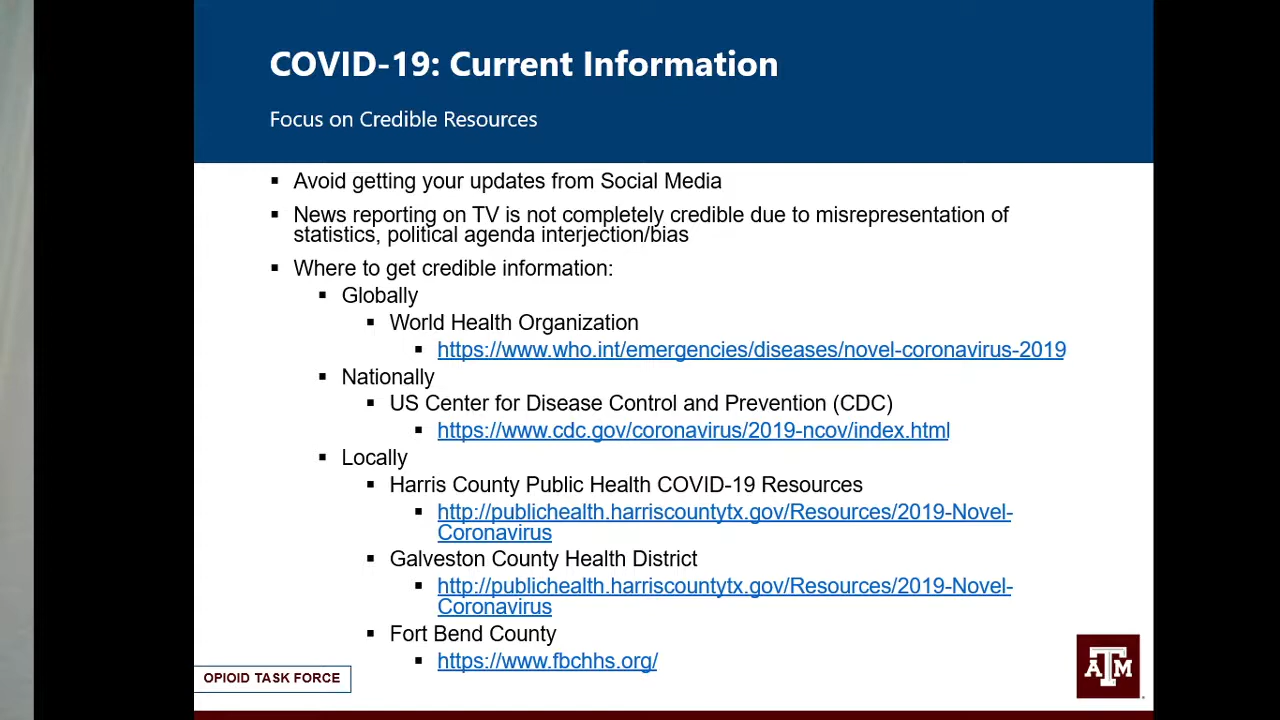 COVID-19: Current Information
Focus on Credible Resources
▪ Avoid getting your updates from Social Media
▪ News reporting on TV is not completely credible due to misrepresentation of
statistics, political agenda interjection/bias
▪ Where to get credible information:
▪ Globally
▪ World Health Organization
▪ https://www.who.int/emergencies/diseases/novel-coronavirus-2019
▪ Nationally
▪ US Center for Disease Control and Prevention (CDC)
▪ https://www.cdc.gov/coronavirus/2019-ncov/index.html
▪ Locally
▪ Harris County Public Health COVID-19 Resources
▪ http://publichealth.harriscountytx.gov/Resources/2019-Novel-
Coronavirus
▪ Galveston County Health District
▪ http://publichealth.harriscountytx.gov/Resources/2019-Novel-
Coronavirus
▪ Fort Bend County
▪ https://www.fbchhs.org/
OPIOID TASK FORCE
ATM